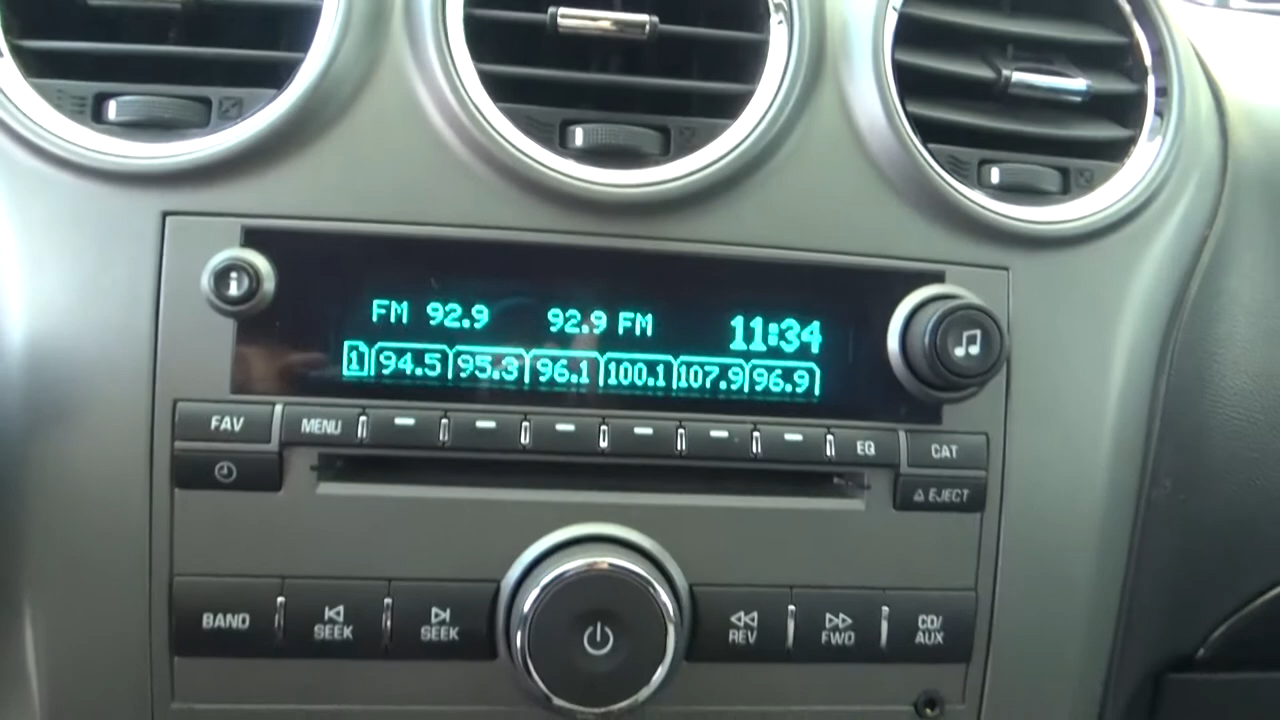 FM 92.9 92.9 FM 11:34
1 94.5 95.3 96.1 100.1 107.9 96.9
FAV MENU EQ CAT
EJECT
BAND SEEK SEEK REV FWD CD/
AUX